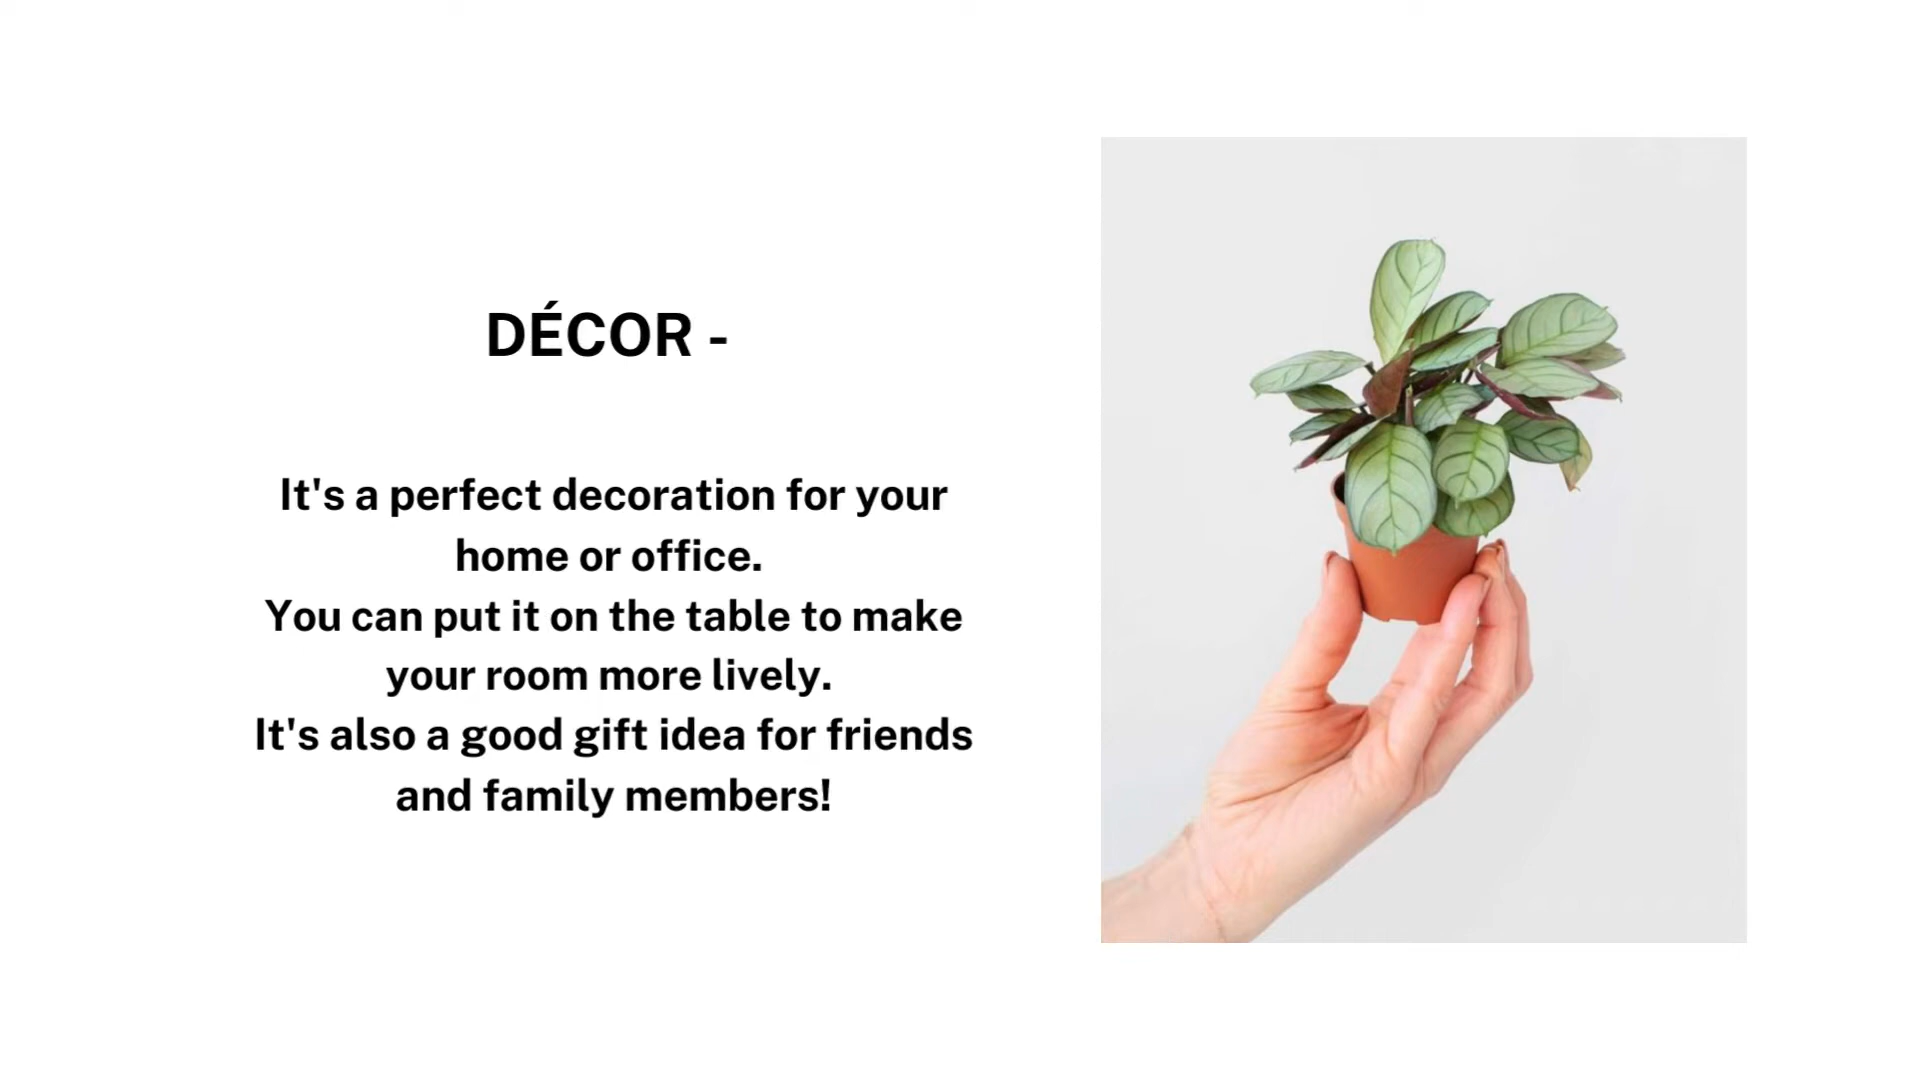 DÉCOR -
It's a perfect decoration for your
home or office.
You can put it on the table to make
your room more lively.
It's also a good gift idea for friends
and family members!